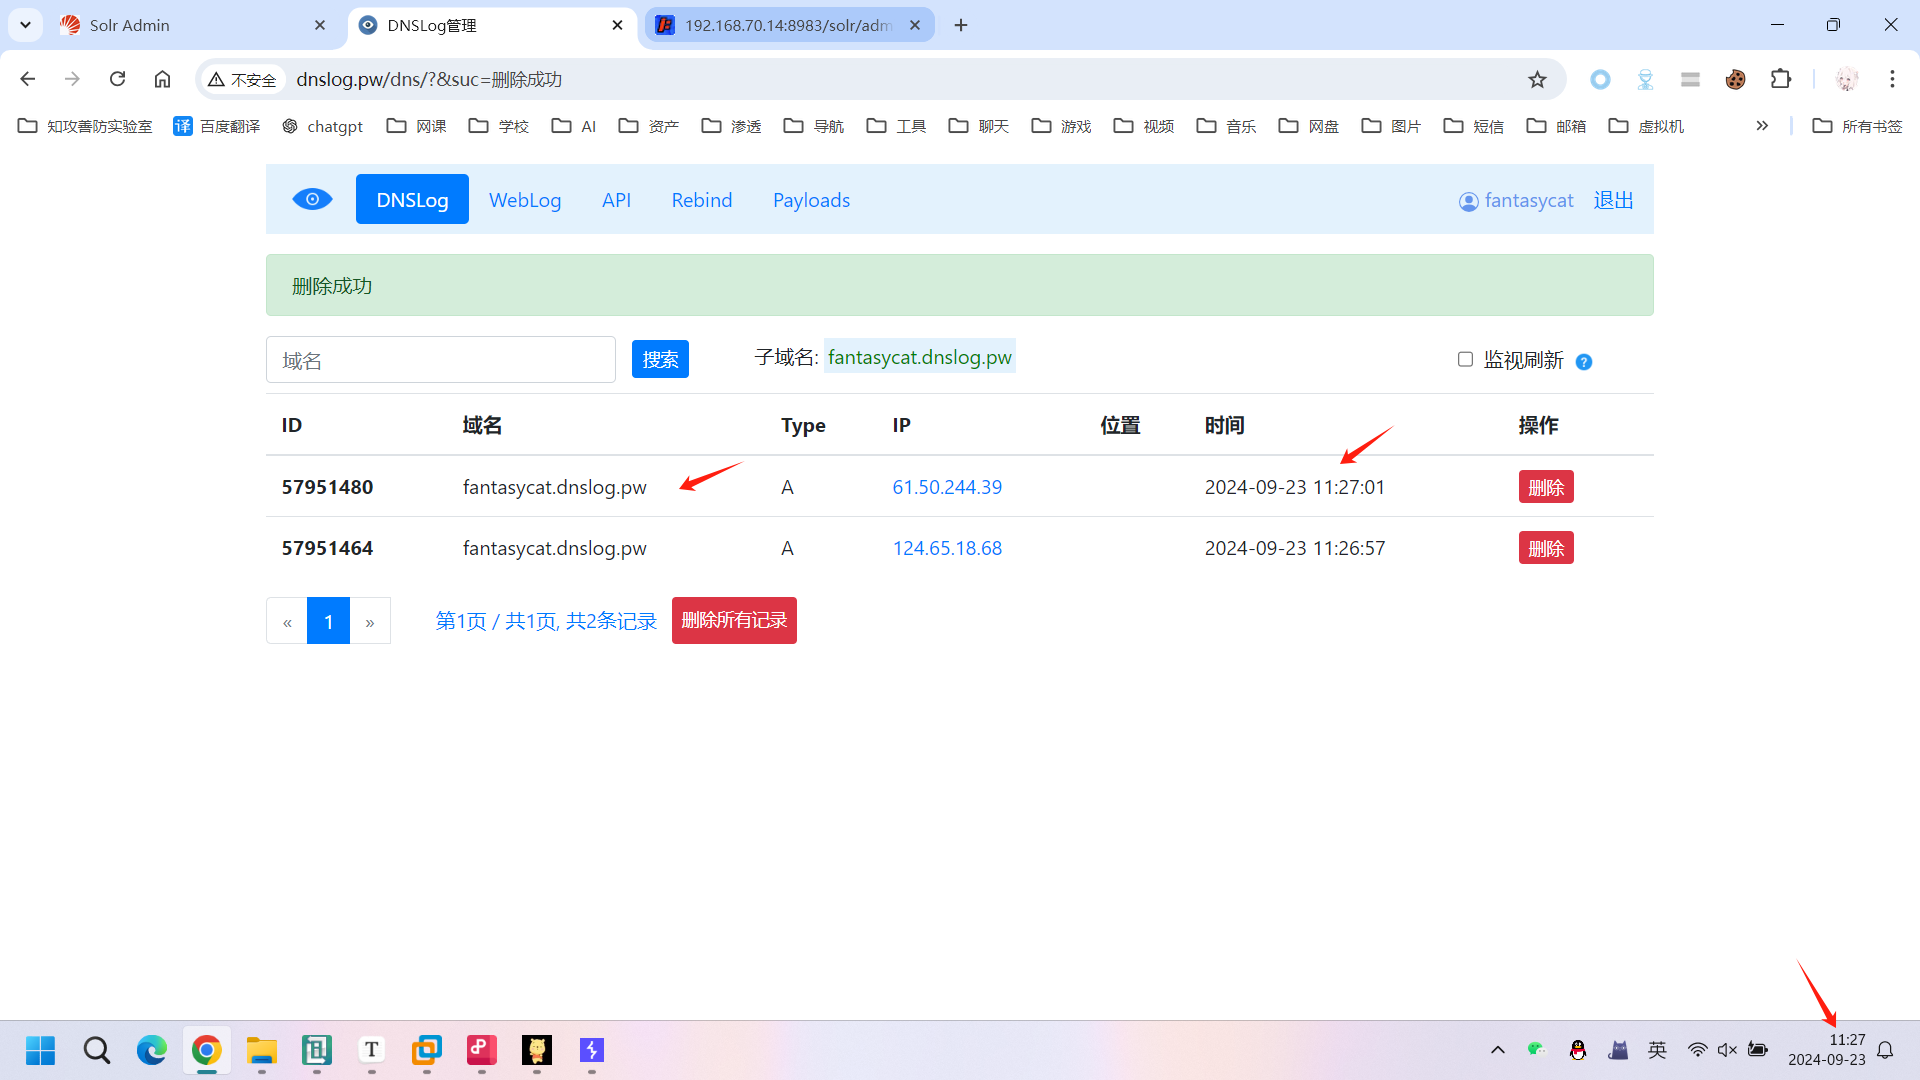 Solr Admin
DNSLog管理
192.168.70.14:8983/solr/adm
不安全
dnslog.pw/dns/?&suc=删除成功
知攻善防实验室
译 百度翻译
chatgpt
网课
学校
AI
资产
渗透
导航
工具
聊天
游戏
视频
音乐
网盘
图片
短信
邮箱
虚拟机
所有书签
DNSLog
WebLog
API
Rebind
Payloads
fantasycat
退出
删除成功
域名
搜索
子域名: fantasycat.dnslog.pw
监视刷新 ?
ID 域名 Type IP 位置 时间 操作
57951480 fantasycat.dnslog.pw A 61.50.244.39 2024-09-23 11:27:01 删除
57951464 fantasycat.dnslog.pw A 124.65.18.68 2024-09-23 11:26:57 删除
« 1 » 第1页 / 共1页, 共2条记录 删除所有记录
T
英
11:27
2024-09-23